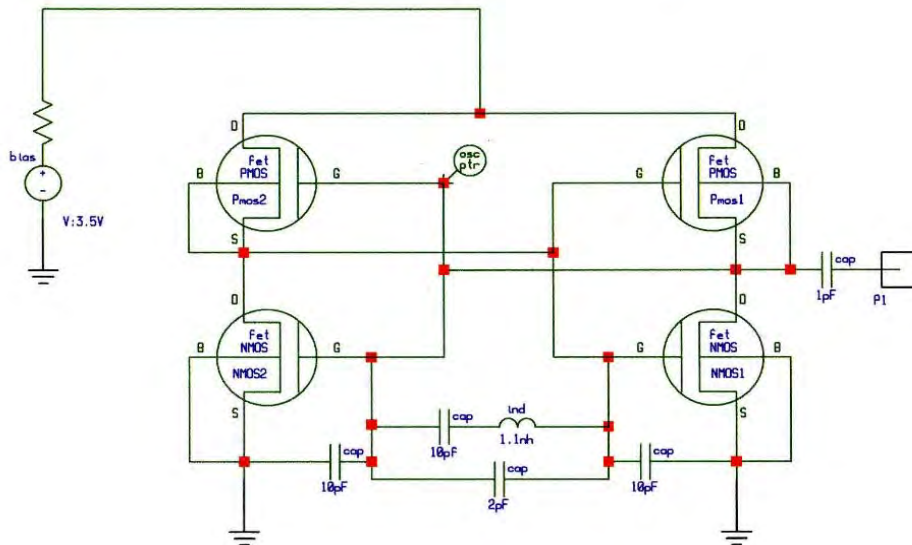 bias
+
-
V:3.5V
D
B
fet
PMOS
Pmos2
G
S
osc
ptr
D
G
fet
PMOS
Pmos1
B
S
cap
1pF
P1
D
B
fet
NMOS
NMOS2
G
S
D
G
fet
NMOS
NMOS1
B
S
cap
10pF
ind
1.1nh
cap
10pF
cap
2pF
cap
10pF